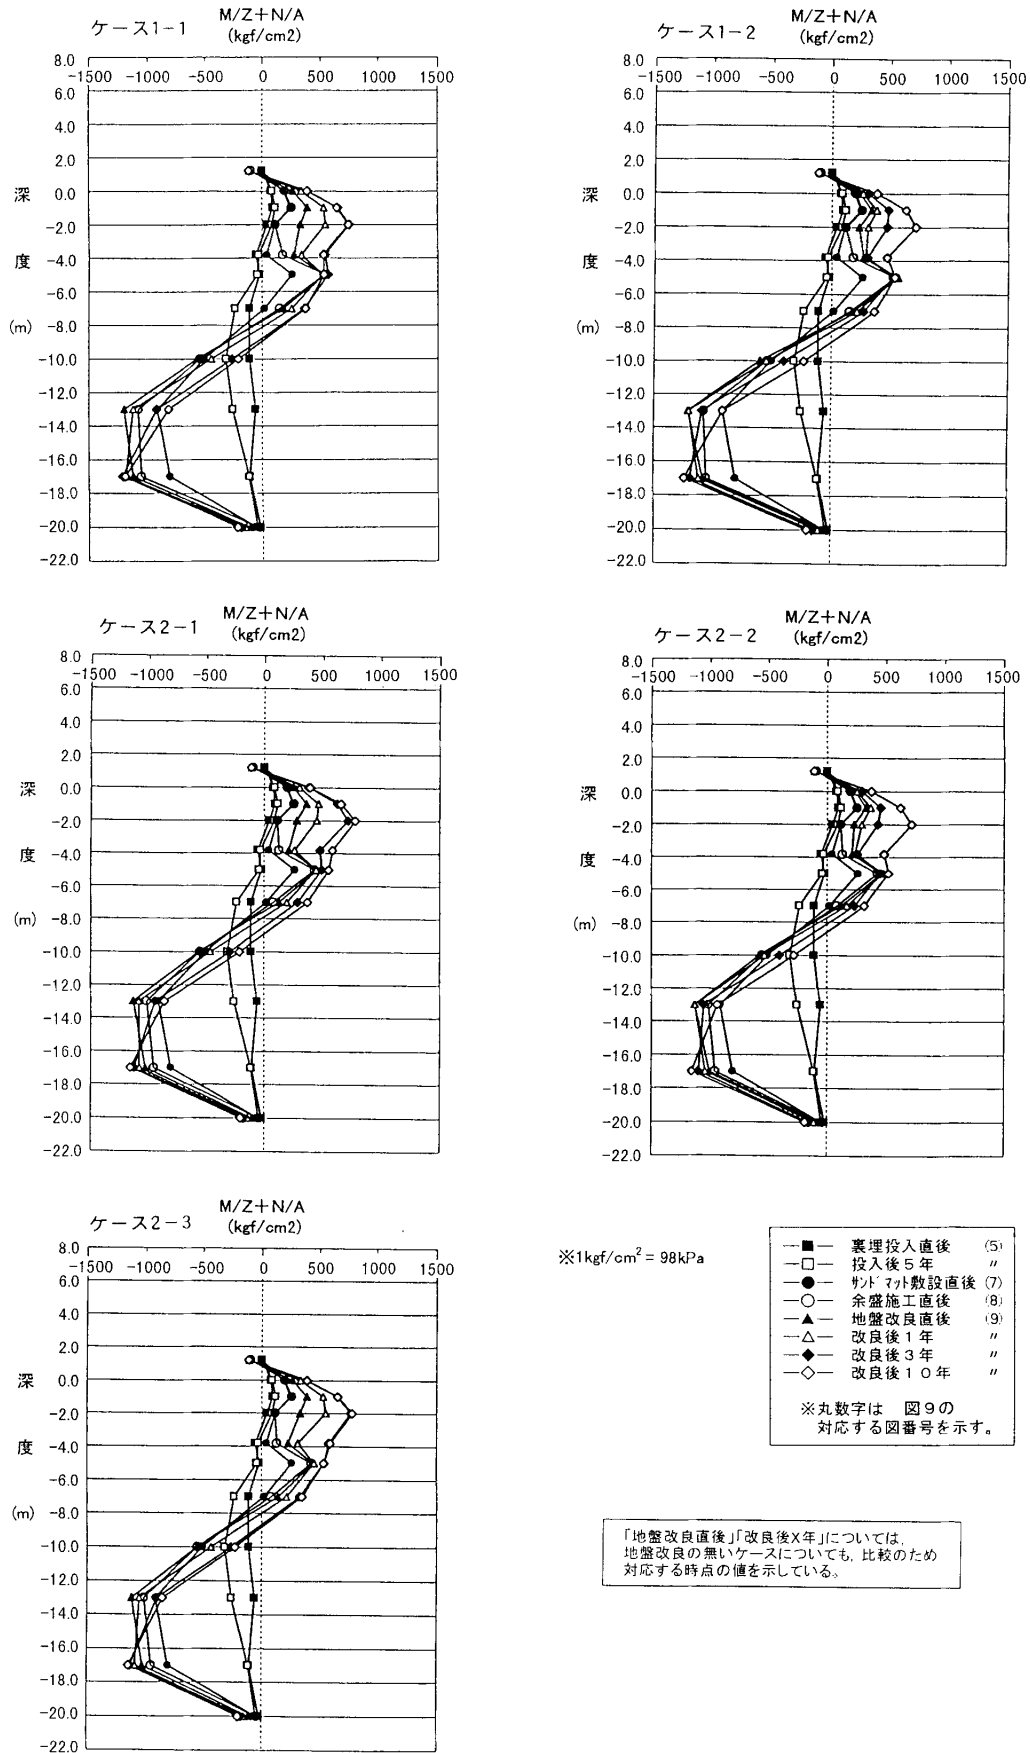 ケース1-1
M/Z+N/A
(kgf/cm2)
8.0
-1500 -1000 -500 0 500 1000 1500
6.0
4.0
2.0
深 0.0
-2.0
度 -4.0
-6.0
(m) -8.0
-10.0
-12.0
-14.0
-16.0
-18.0
-20.0
-22.0
ケース1-2
M/Z+N/A
(kgf/cm2)
8.0
-1500 -1000 -500 0 500 1000 1500
6.0
4.0
2.0
深 0.0
-2.0
度 -4.0
-6.0
(m) -8.0
-10.0
-12.0
-14.0
-16.0
-18.0
-20.0
-22.0
ケース2-1
M/Z+N/A
(kgf/cm2)
8.0
-1500 -1000 -500 0 500 1000 1500
6.0
4.0
2.0
深 0.0
-2.0
度 -4.0
-6.0
(m) -8.0
-10.0
-12.0
-14.0
-16.0
-18.0
-20.0
-22.0
ケース2-2
M/Z+N/A
(kgf/cm2)
8.0
-1500 -1000 -500 0 500 1000 1500
6.0
4.0
2.0
深 0.0
-2.0
度 -4.0
-6.0
(m) -8.0
-10.0
-12.0
-14.0
-16.0
-18.0
-20.0
-22.0
ケース2-3
M/Z+N/A
(kgf/cm2)
8.0
-1500 -1000 -500 0 500 1000 1500
6.0
4.0
2.0
深 0.0
-2.0
度 -4.0
-6.0
(m) -8.0
-10.0
-12.0
-14.0
-16.0
-18.0
-20.0
-22.0
※1kgf/cm²=98kPa
裏埋投入直後 (5)
投入後5年 〃
サンドマット敷設直後 (7)
余盛施工直後 (8)
地盤改良直後 (9)
改良後1年 〃
改良後3年 〃
改良後10年 〃
※丸数字は 図9の
対応する図番号を示す。
「地盤改良直後」「改良後X年」については、
地盤改良の無いケースについても、比較のため
対応する時点の値を示している。